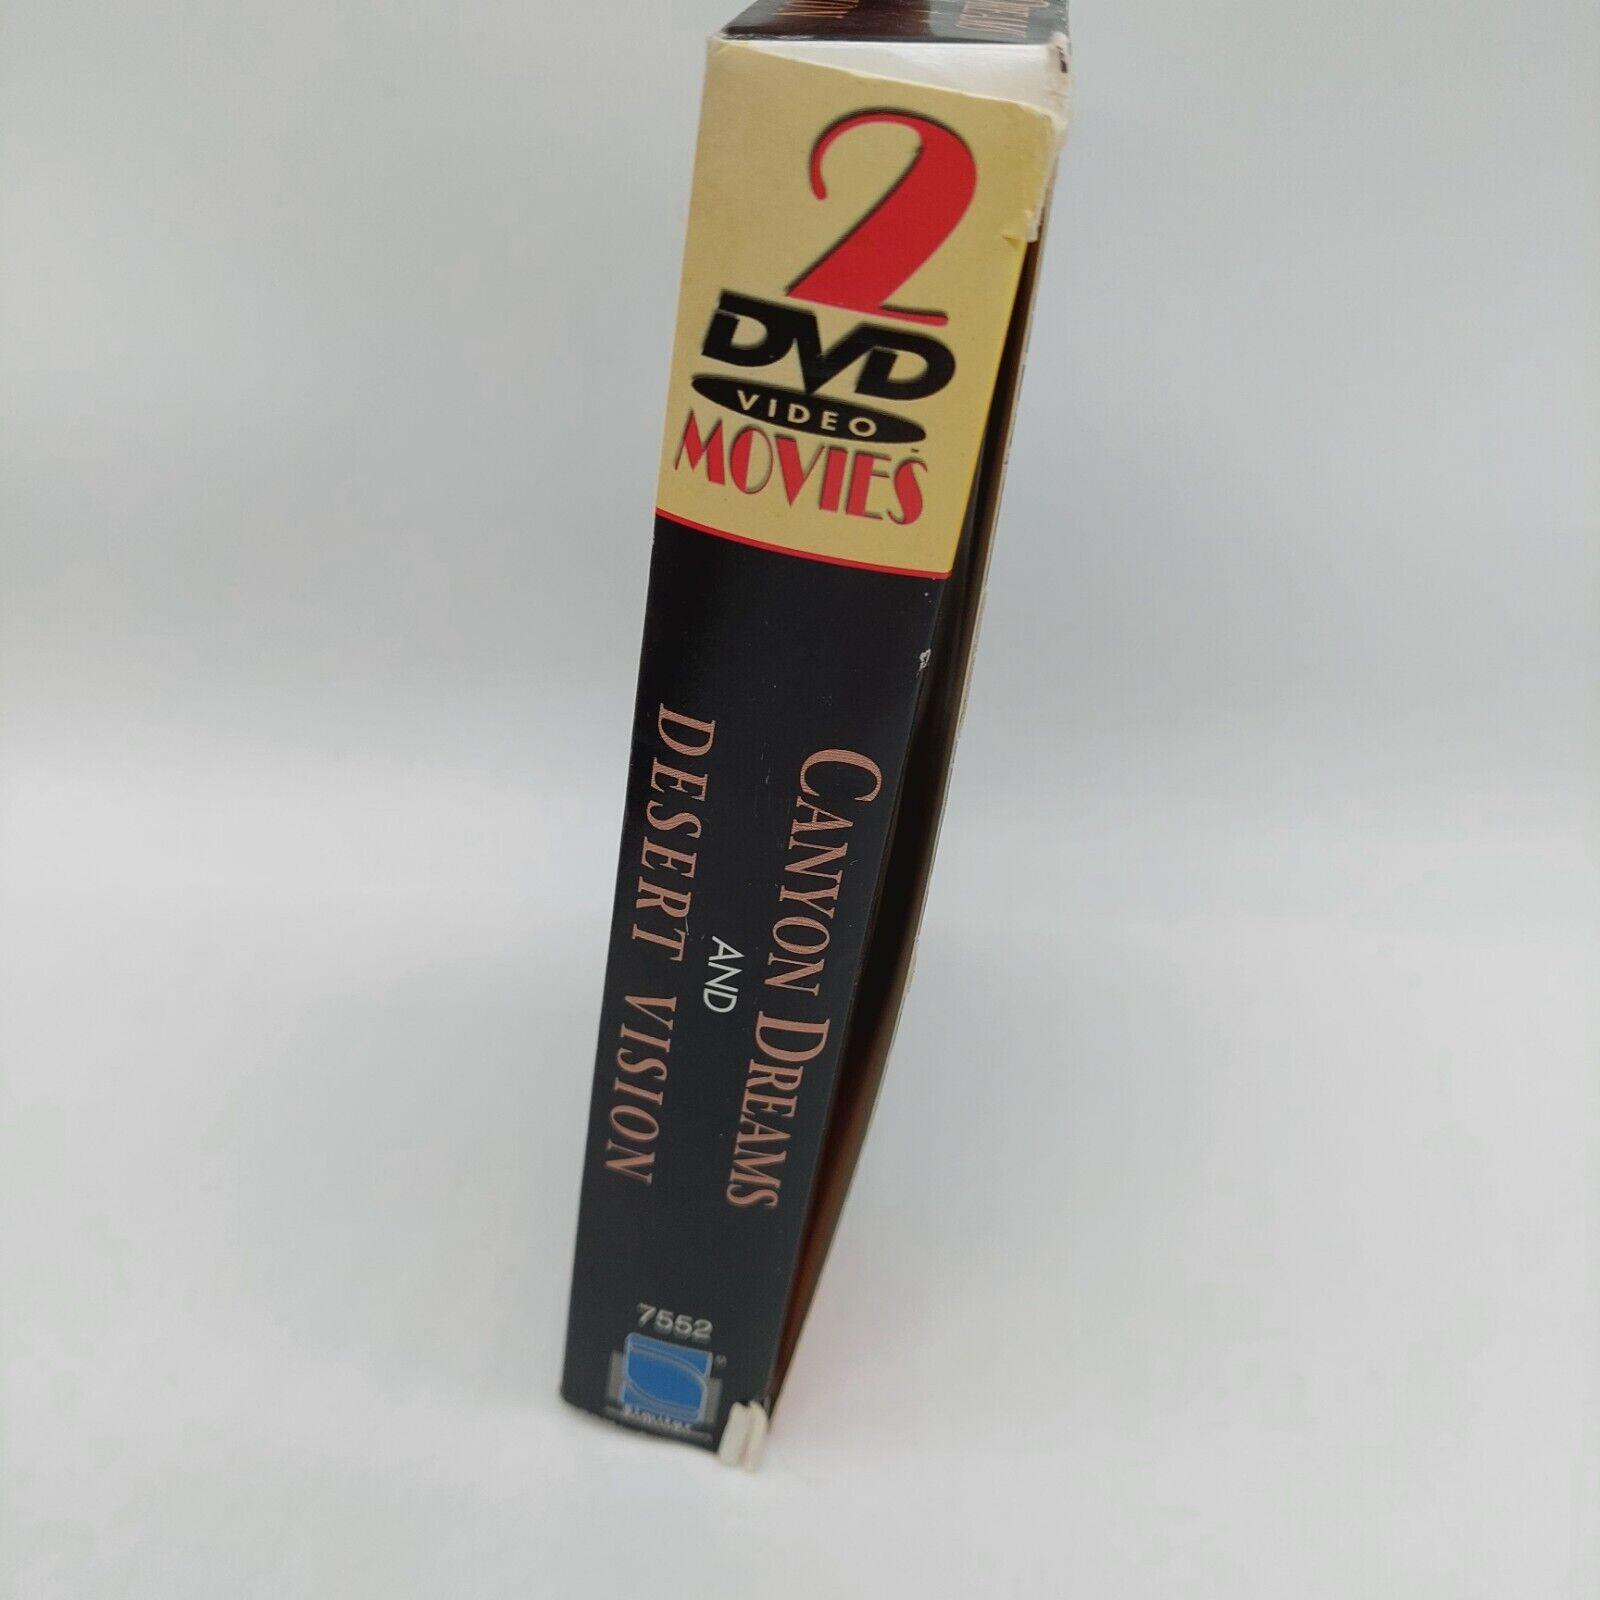 2
DVD
VIDEO
MOVIES
CANYON DREAMS
AND
DESERT VISION
7552